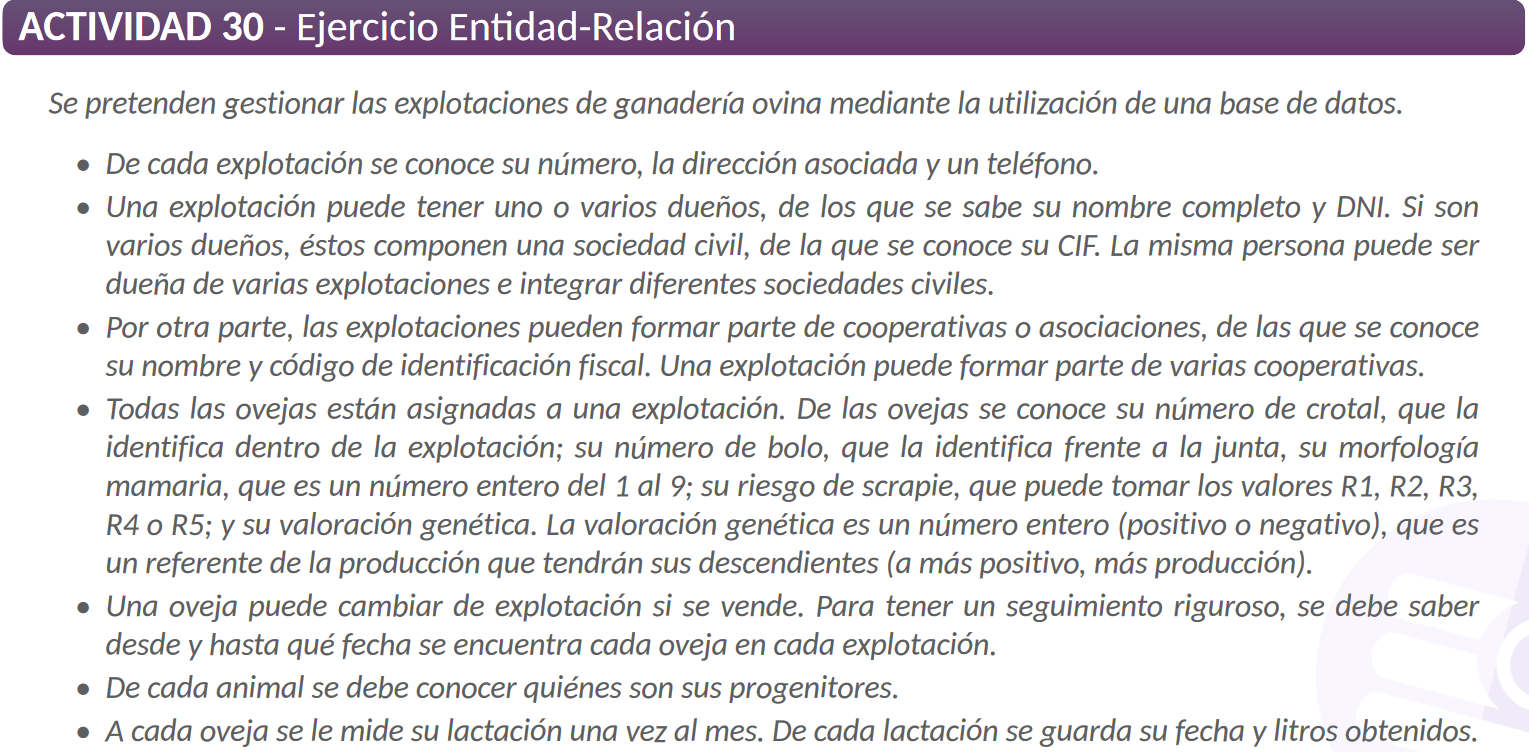 ACTIVIDAD 30 - Ejercicio Entidad-Relación
Se pretenden gestionar las explotaciones de ganadería ovina mediante la utilización de una base de datos.
● De cada explotación se conoce su número, la dirección asociada y un teléfono.
● Una explotación puede tener uno o varios dueños, de los que se sabe su nombre completo y DNI. Si son
varios dueños, éstos componen una sociedad civil, de la que se conoce su CIF. La misma persona puede ser
dueña de varias explotaciones e integrar diferentes sociedades civiles.
● Por otra parte, las explotaciones pueden formar parte de cooperativas o asociaciones, de las que se conoce
su nombre y código de identificación fiscal. Una explotación puede formar parte de varias cooperativas.
● Todas las ovejas están asignadas a una explotación. De las ovejas se conoce su número de crotal, que la
identifica dentro de la explotación; su número de bolo, que la identifica frente a la junta, su morfología
mamaria, que es un número entero del 1 al 9; su riesgo de scrapie, que puede tomar los valores R1, R2, R3,
R4 o R5; y su valoración genética. La valoración genética es un número entero (positivo o negativo), que es
un referente de la producción que tendrán sus descendientes (a más positivo, más producción).
● Una oveja puede cambiar de explotación si se vende. Para tener un seguimiento riguroso, se debe saber
desde y hasta qué fecha se encuentra cada oveja en cada explotación.
● De cada animal se debe conocer quiénes son sus progenitores.
● A cada oveja se le mide su lactación una vez al mes. De cada lactación se guarda su fecha y litros obtenidos.